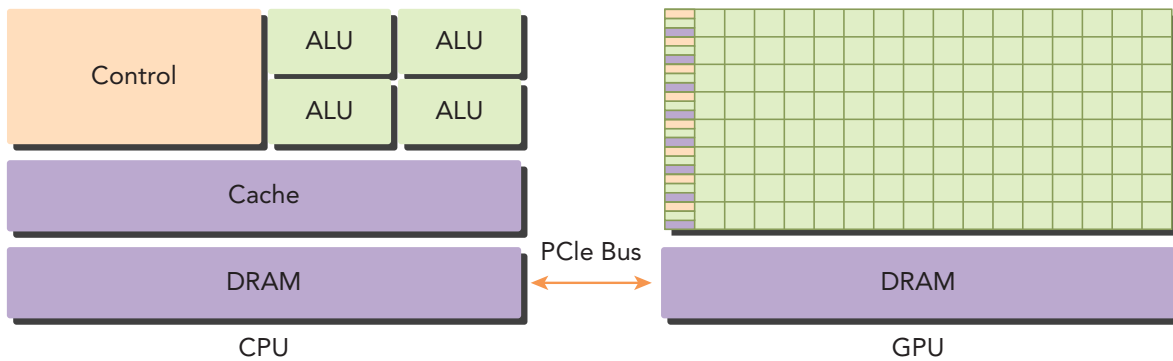 Control
ALU
ALU
ALU
ALU
Cache
DRAM
CPU
PCIe Bus
DRAM
GPU